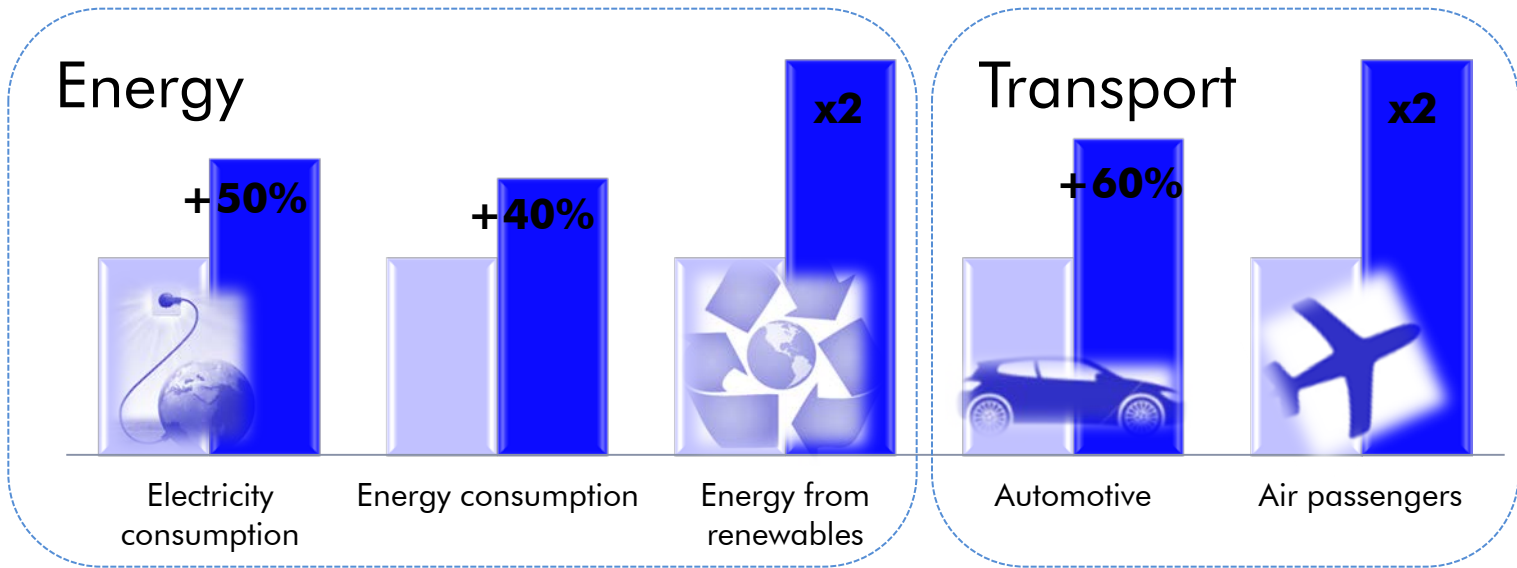 Energy
+50%
+40%
x2
Electricity
consumption
Energy consumption
Energy from
renewables
Transport
+60%
x2
Automotive
Air passengers